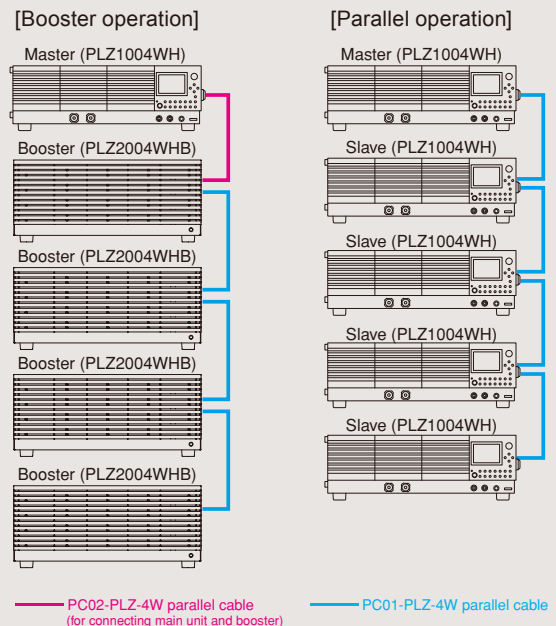 [Booster operation]
Master (PLZ1004WH)
Booster (PLZ2004WHB)
Booster (PLZ2004WHB)
Booster (PLZ2004WHB)
Booster (PLZ2004WHB)
[Parallel operation]
Master (PLZ1004WH)
Slave (PLZ1004WH)
Slave (PLZ1004WH)
Slave (PLZ1004WH)
Slave (PLZ1004WH)
PC02-PLZ-4W parallel cable
(for connecting main unit and booster)
PC01-PLZ-4W parallel cable